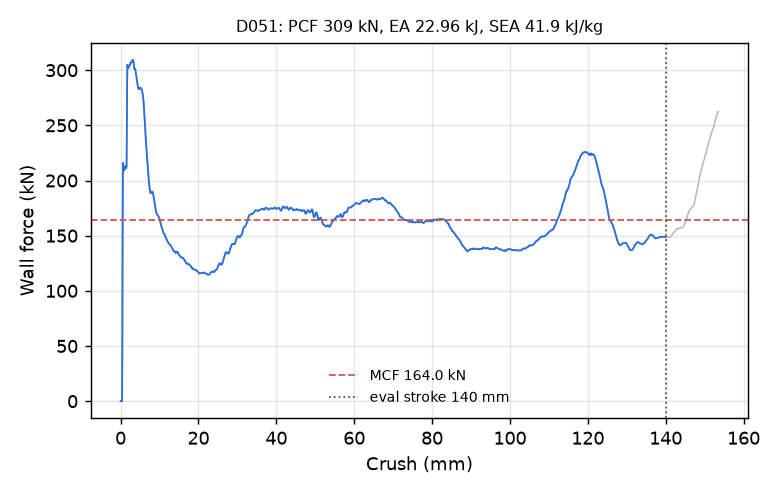 D051: PCF 309 kN, EA 22.96 kJ, SEA 41.9 kJ/kg
300
250
200
150
100
50
0
Wall force (kN)
MCF 164.0 kN
eval stroke 140 mm
0 20 40 60 80 100 120 140 160
Crush (mm)